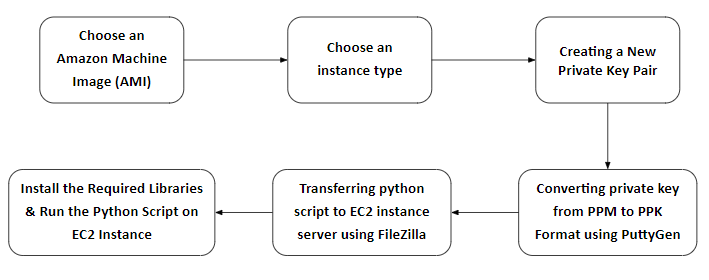 Choose an
Amazon Machine
Image (AMI)
Choose an
instance type
Creating a New
Private Key Pair
Converting private key
from PPM to PPK
Format using PuttyGen
Transferring python
script to EC2 instance
server using FileZilla
Install the Required Libraries
& Run the Python Script on
EC2 Instance